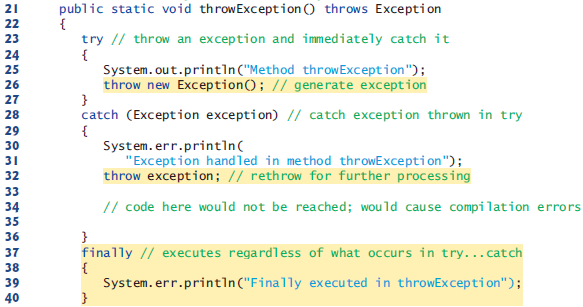 21 public static void throwException() throws Exception
22 {
23 try // throw an exception and immediately catch it
24 {
25 System.out.println("Method throwException");
26 throw new Exception(); // generate exception
27 }
28 catch (Exception exception) // catch exception thrown in try
29 {
30 System.err.println(
31 "Exception handled in method throwException");
32 throw exception; // rethrow for further processing
33
34 // code here would not be reached; would cause compilation errors
35
36 }
37 finally // executes regardless of what occurs in try...catch
38 {
39 System.err.println("Finally executed in throwException");
40 }